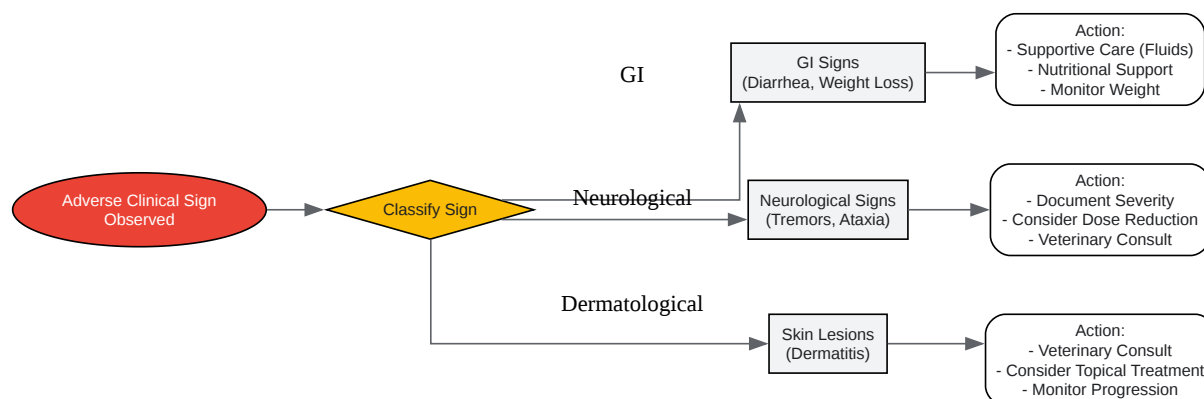 Adverse Clinical Sign
Observed
Classify Sign
GI
GI Signs
(Diarrhea, Weight Loss)
Action:
- Supportive Care (Fluids)
- Nutritional Support
- Monitor Weight
Neurological
Neurological Signs
(Tremors, Ataxia)
Action:
- Document Severity
- Consider Dose Reduction
- Veterinary Consult
Dermatological
Skin Lesions
(Dermatitis)
Action:
- Veterinary Consult
- Consider Topical Treatment
- Monitor Progression